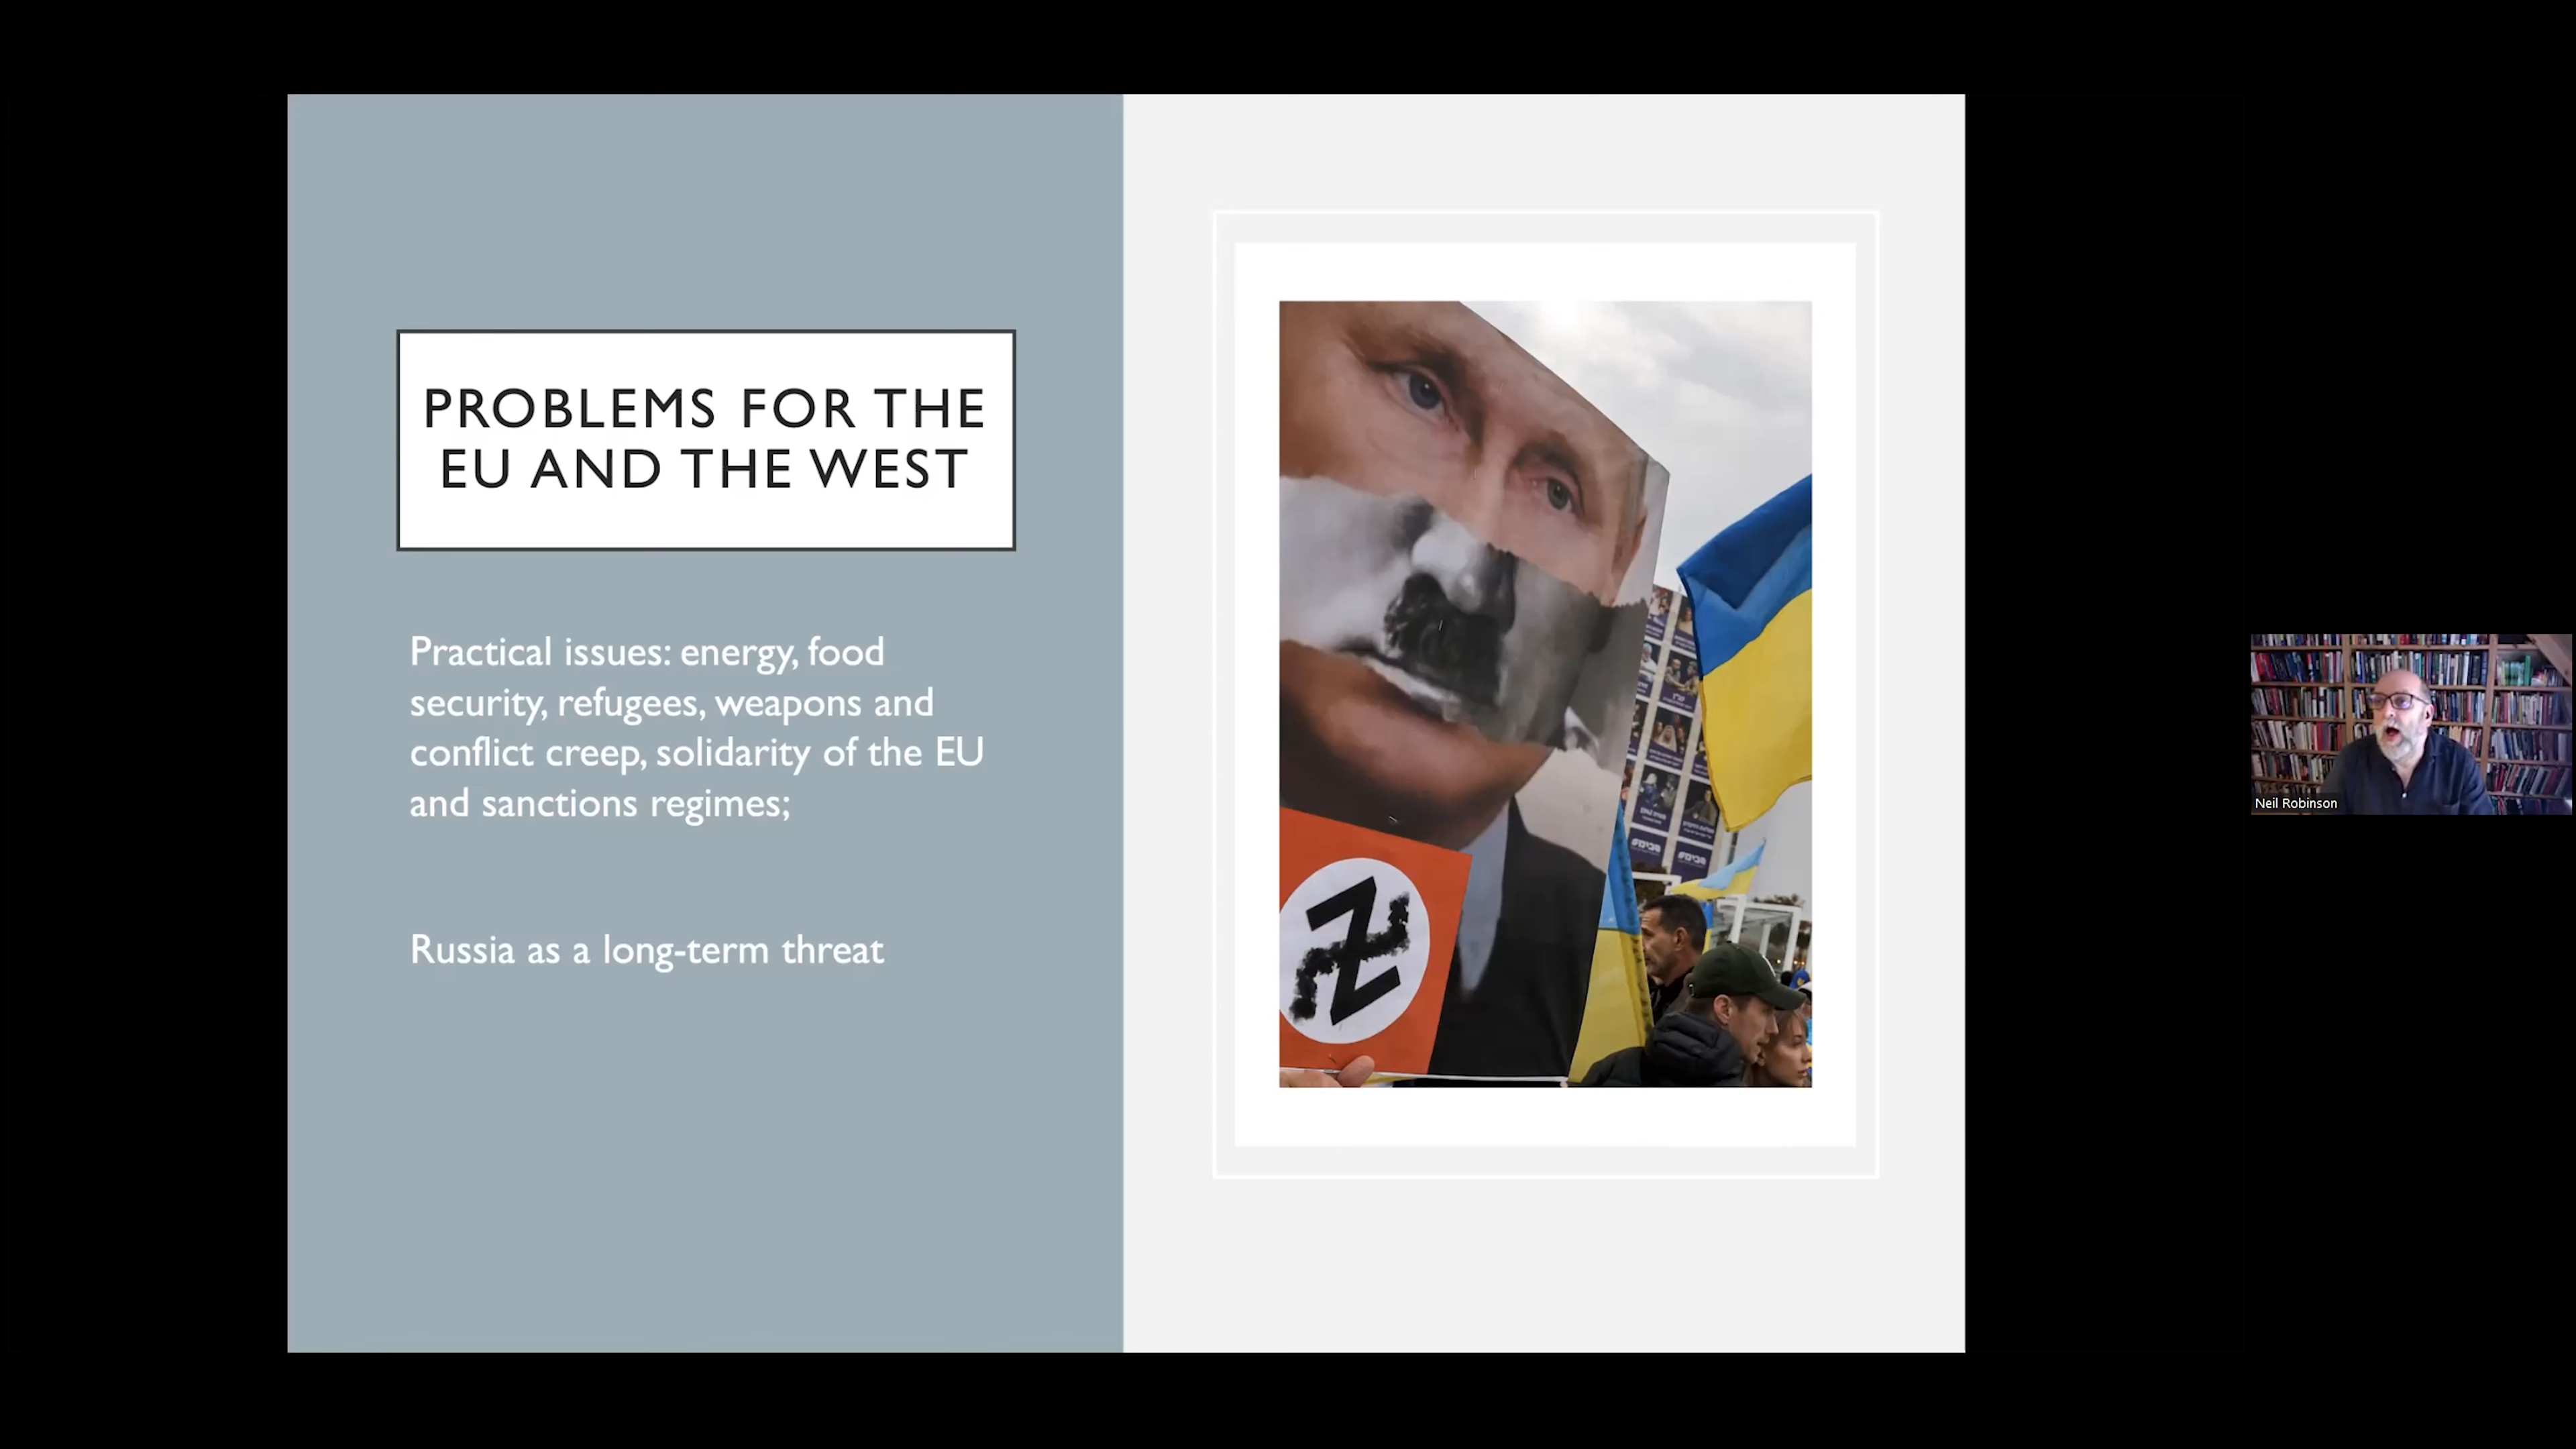 PROBLEMS FOR THE
EU AND THE WEST
Practical issues: energy, food
security, refugees, weapons and
conflict creep, solidarity of the EU
and sanctions regimes;
Russia as a long-term threat
Neil Robinson